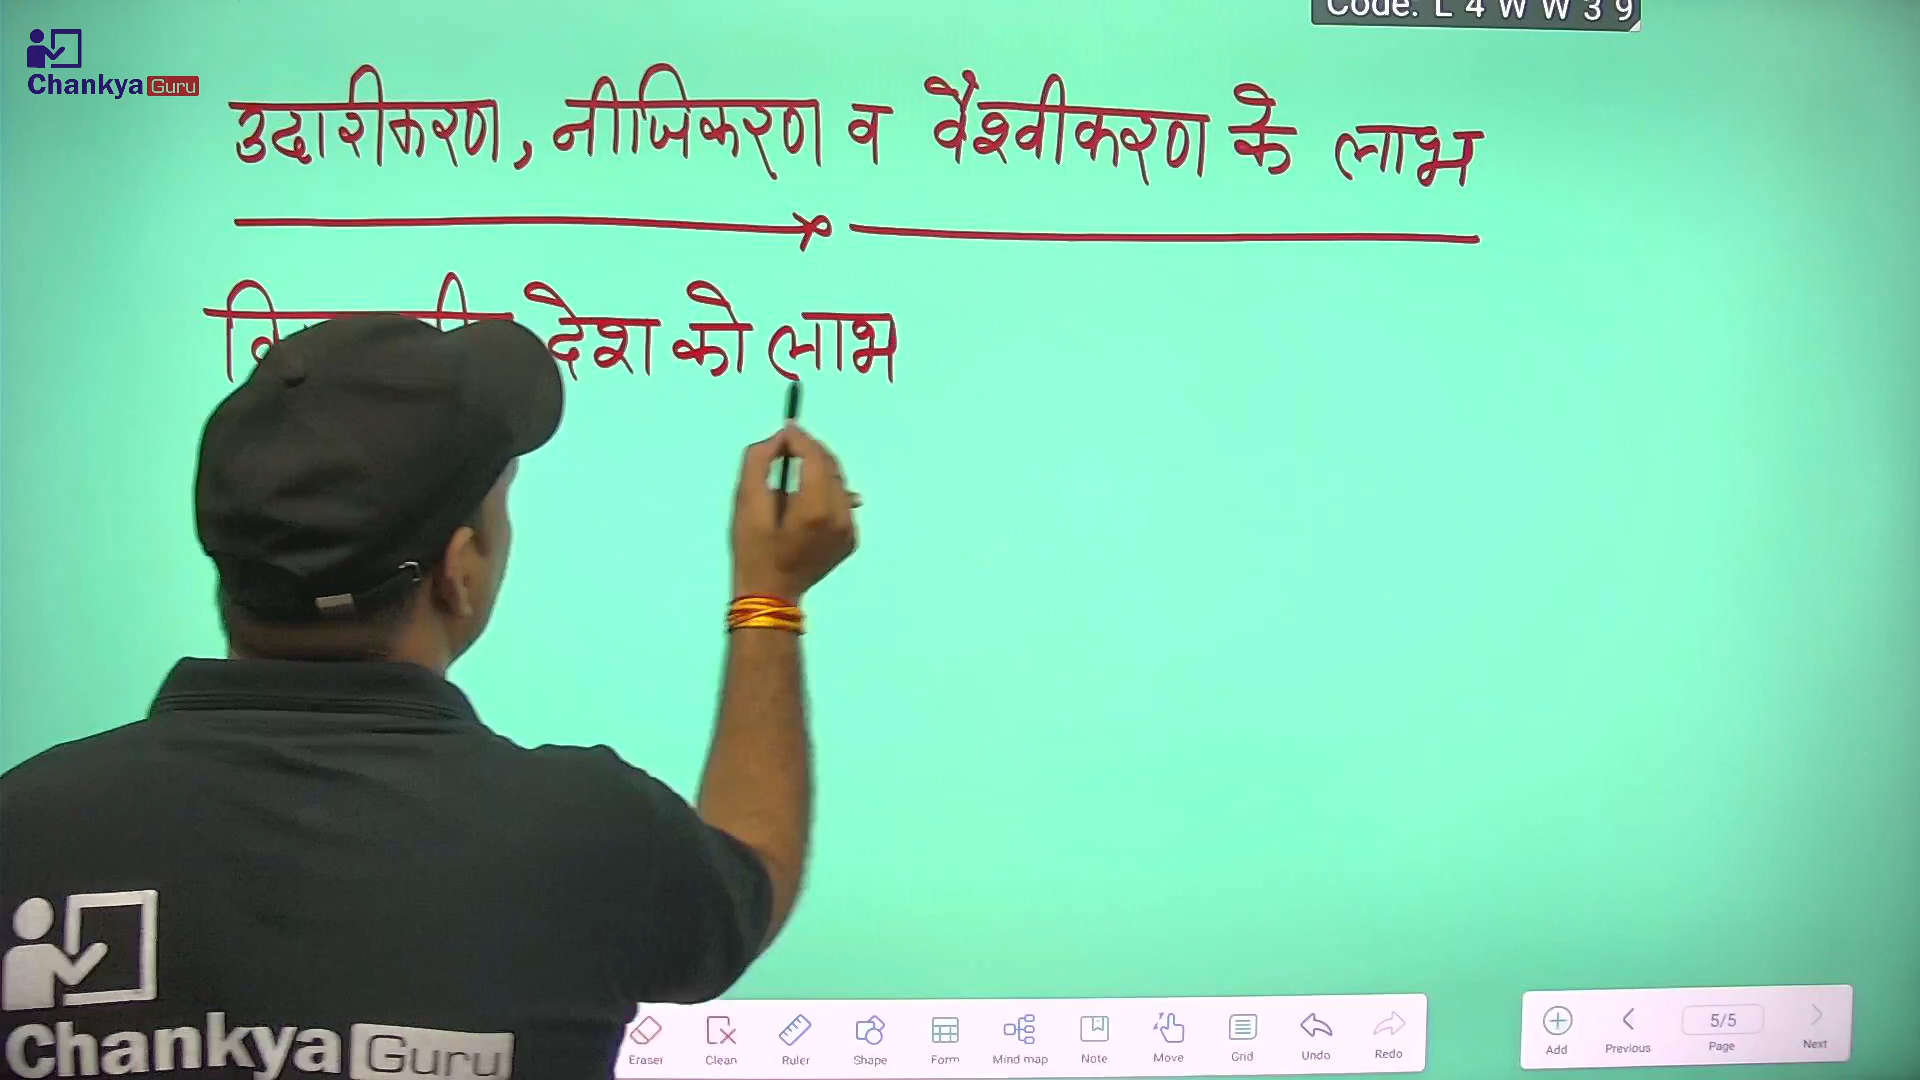 Code: L 4 W W 3 9
Chankya Guru
उदारीकरण, नीजिकरण व वैश्वीकरण के लाभ
देश को लाभ
Chankya Guru
Eraser Clean Ruler Shape Form Mind map Note Move Grid Undo Redo
Add Previous 5/5 Page Next